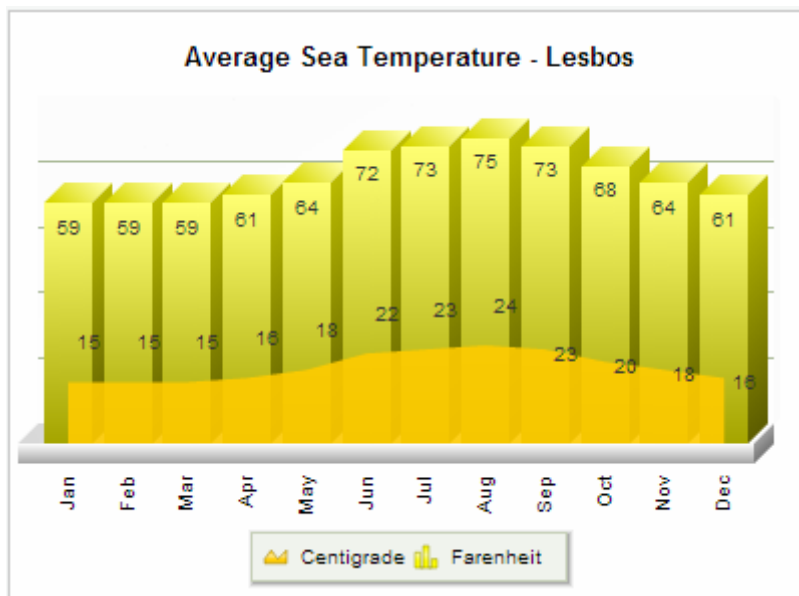 Average Sea Temperature - Lesbos
59 59 59 61 64 72 73 75 73 68 64 61
15 15 15 16 18 22 23 24 23 20 18 16
Jan Feb Mar Apr May Jun Jul Aug Sep Oct Nov Dec
Centigrade Farenheit